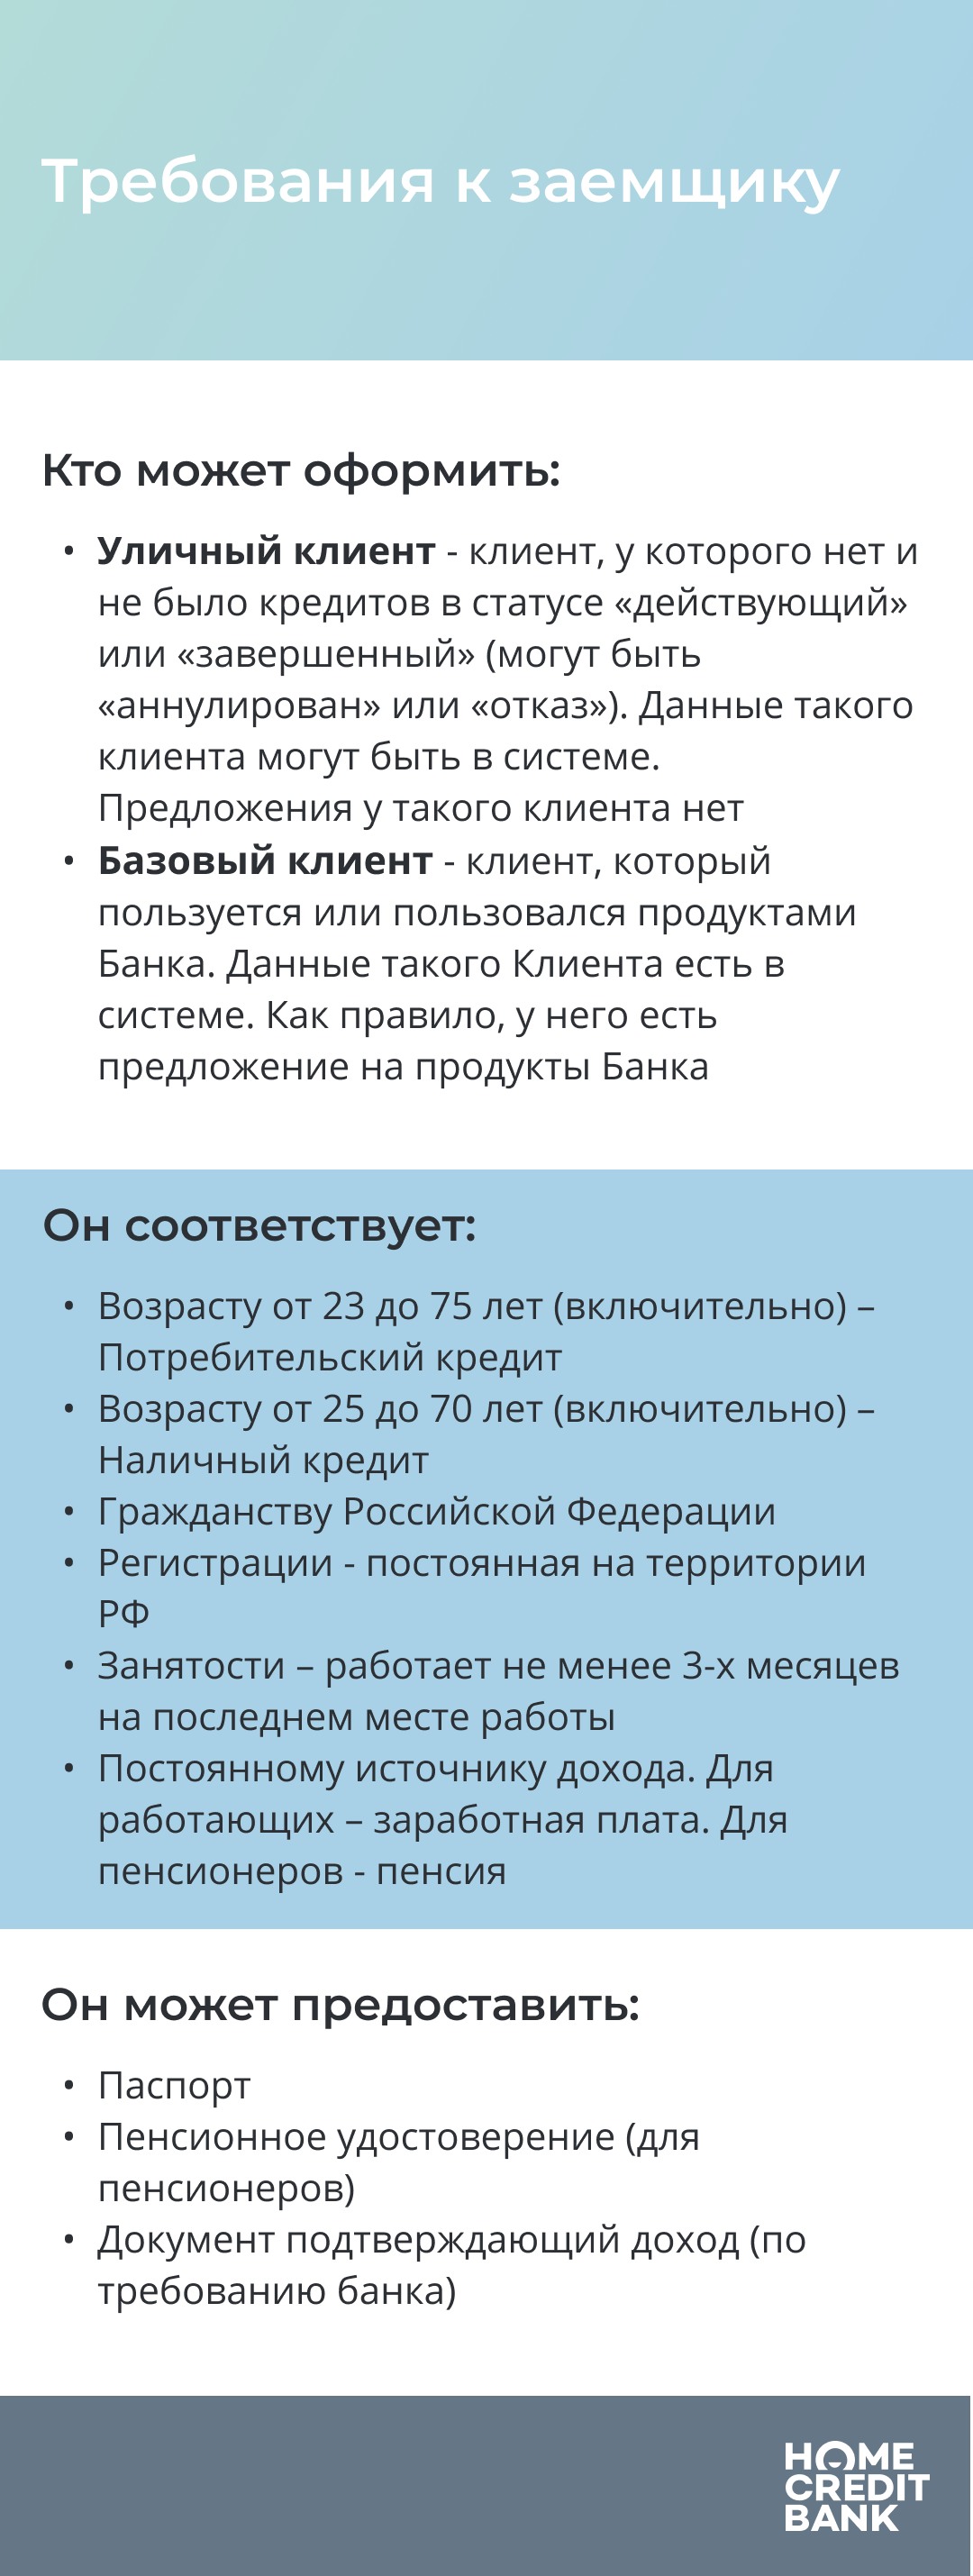 Требования к заемщику
Кто может оформить:
• Уличный клиент - клиент, у которого нет и
не было кредитов в статусе «действующий»
или «завершенный» (могут быть
«аннулирован» или «отказ»). Данные такого
клиента могут быть в системе.
Предложения у такого клиента нет
• Базовый клиент - клиент, который
пользуется или пользовался продуктами
Банка. Данные такого Клиента есть в
системе. Как правило, у него есть
предложение на продукты Банка
Он соответствует:
• Возрасту от 23 до 75 лет (включительно) –
Потребительский кредит
• Возрасту от 25 до 70 лет (включительно) –
Наличный кредит
• Гражданству Российской Федерации
• Регистрации - постоянная на территории
РФ
• Занятости – работает не менее 3-х месяцев
на последнем месте работы
• Постоянному источнику дохода. Для
работающих – заработная плата. Для
пенсионеров - пенсия
Он может предоставить:
• Паспорт
• Пенсионное удостоверение (для
пенсионеров)
• Документ подтверждающий доход (по
требованию банка)
HOME
CREDIT
BANK